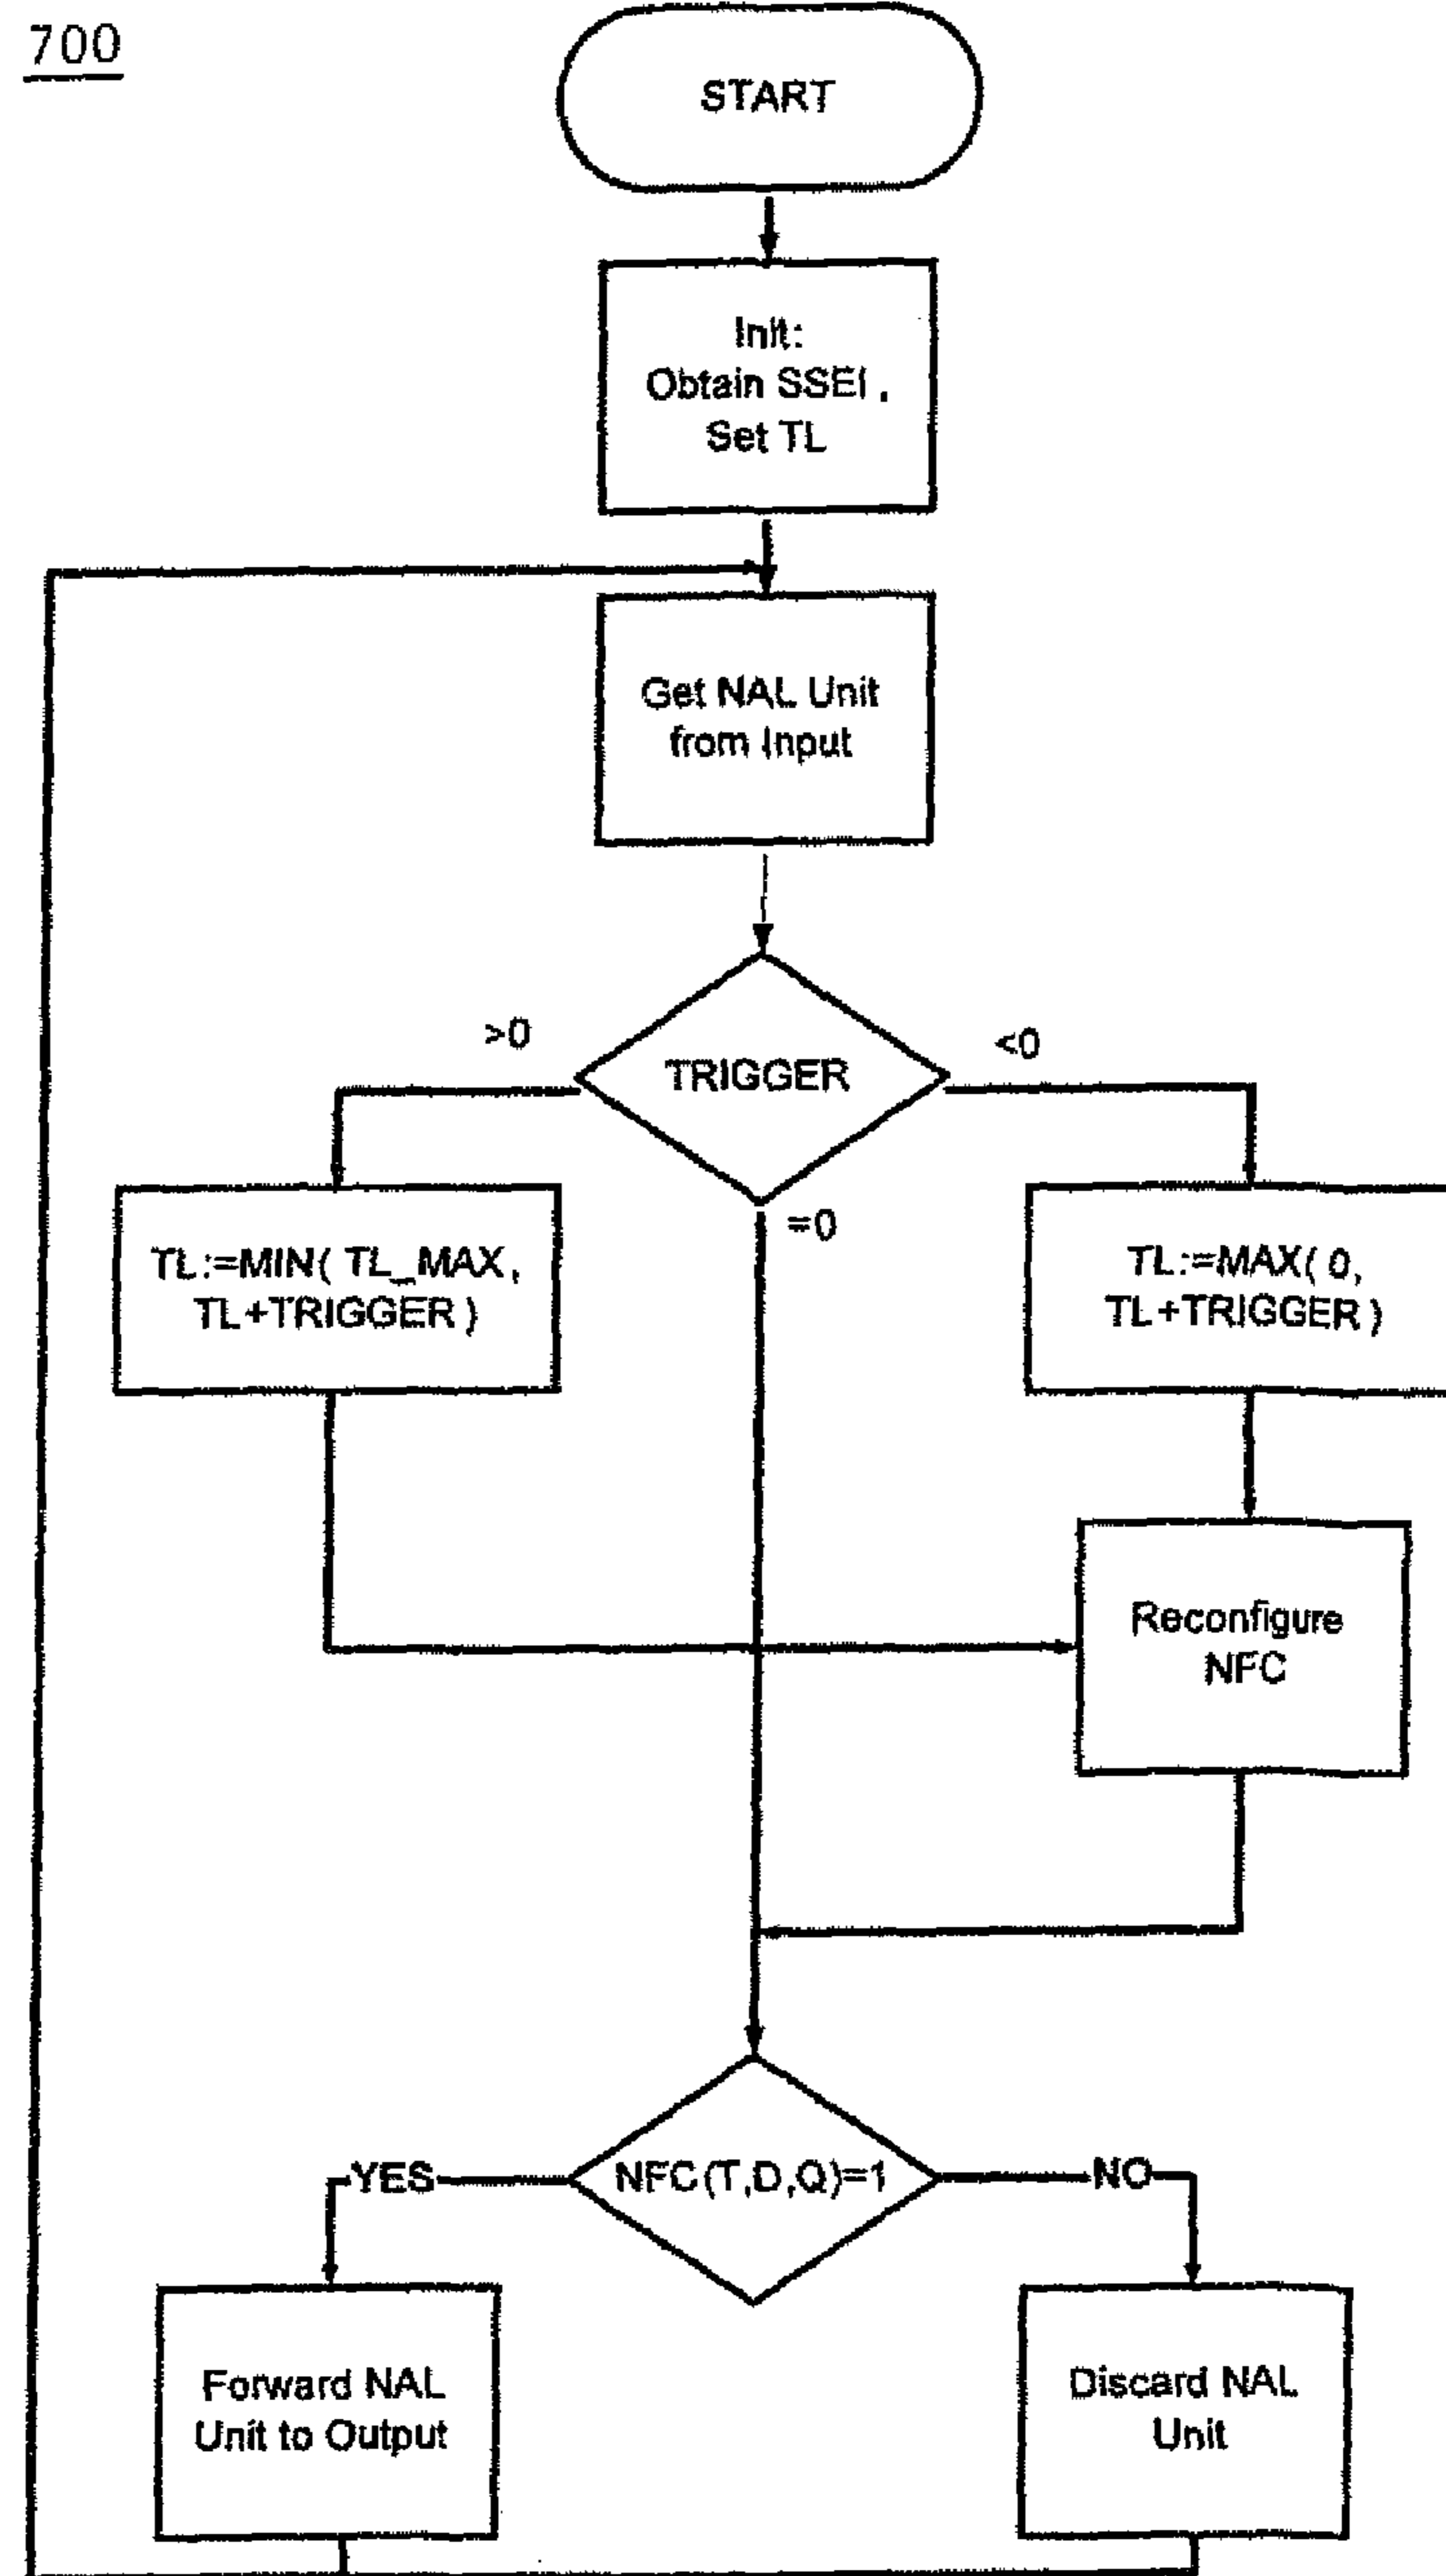 700
START
Init:
Obtain SSEI,
Set TL
Get NAL Unit
from Input
>0
TRIGGER
<0
=0
TL:=MIN( TL_MAX,
TL+TRIGGER )
TL:=MAX( 0,
TL+TRIGGER )
Reconfigure
NFC
YES
NFC(T,D,Q)=1
NO
Forward NAL
Unit to Output
Discard NAL
Unit